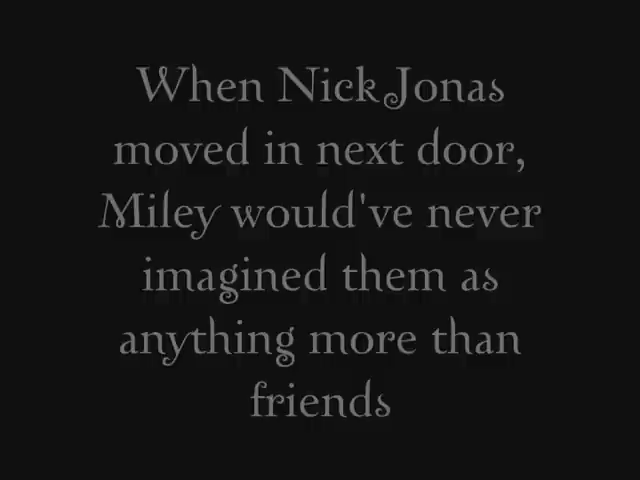 When Nick Jonas
moved in next door,
Miley would've never
imagined them as
anything more than
friends